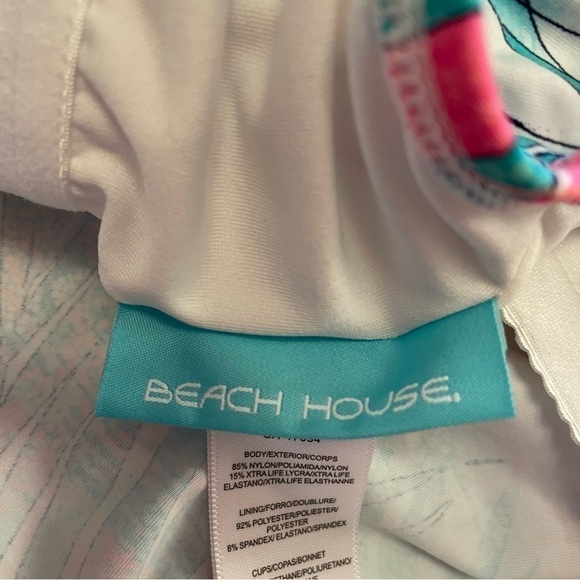 BEACH HOUSE.
BODY/EXTERIOR/CORPS
85% NYLON/POLIAMIDA/NYLON
15% XTRA LIFE LYCRA/XTRA LIFE
ELASTANO/XTRA LIFE ELASTHANNE
LINING/FORRO/DOUBLURE/
92% POLYESTER/POLIESTER/
POLYESTER
8% SPANDEX/ ELASTANO/SPANDEX
CUPS/COPAS/BONNET